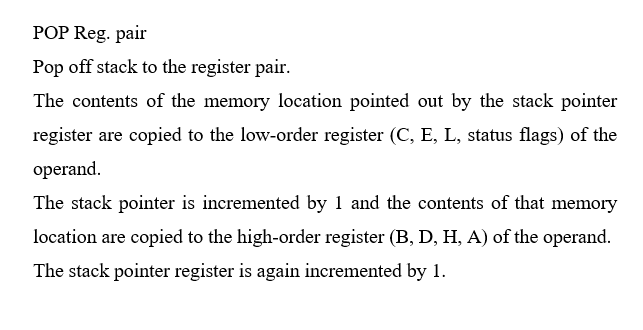 POP Reg. pair
Pop off stack to the register pair.
The contents of the memory location pointed out by the stack pointer
register are copied to the low-order register (C, E, L, status flags) of the
operand.
The stack pointer is incremented by 1 and the contents of that memory
location are copied to the high-order register (B, D, H, A) of the operand.
The stack pointer register is again incremented by 1.